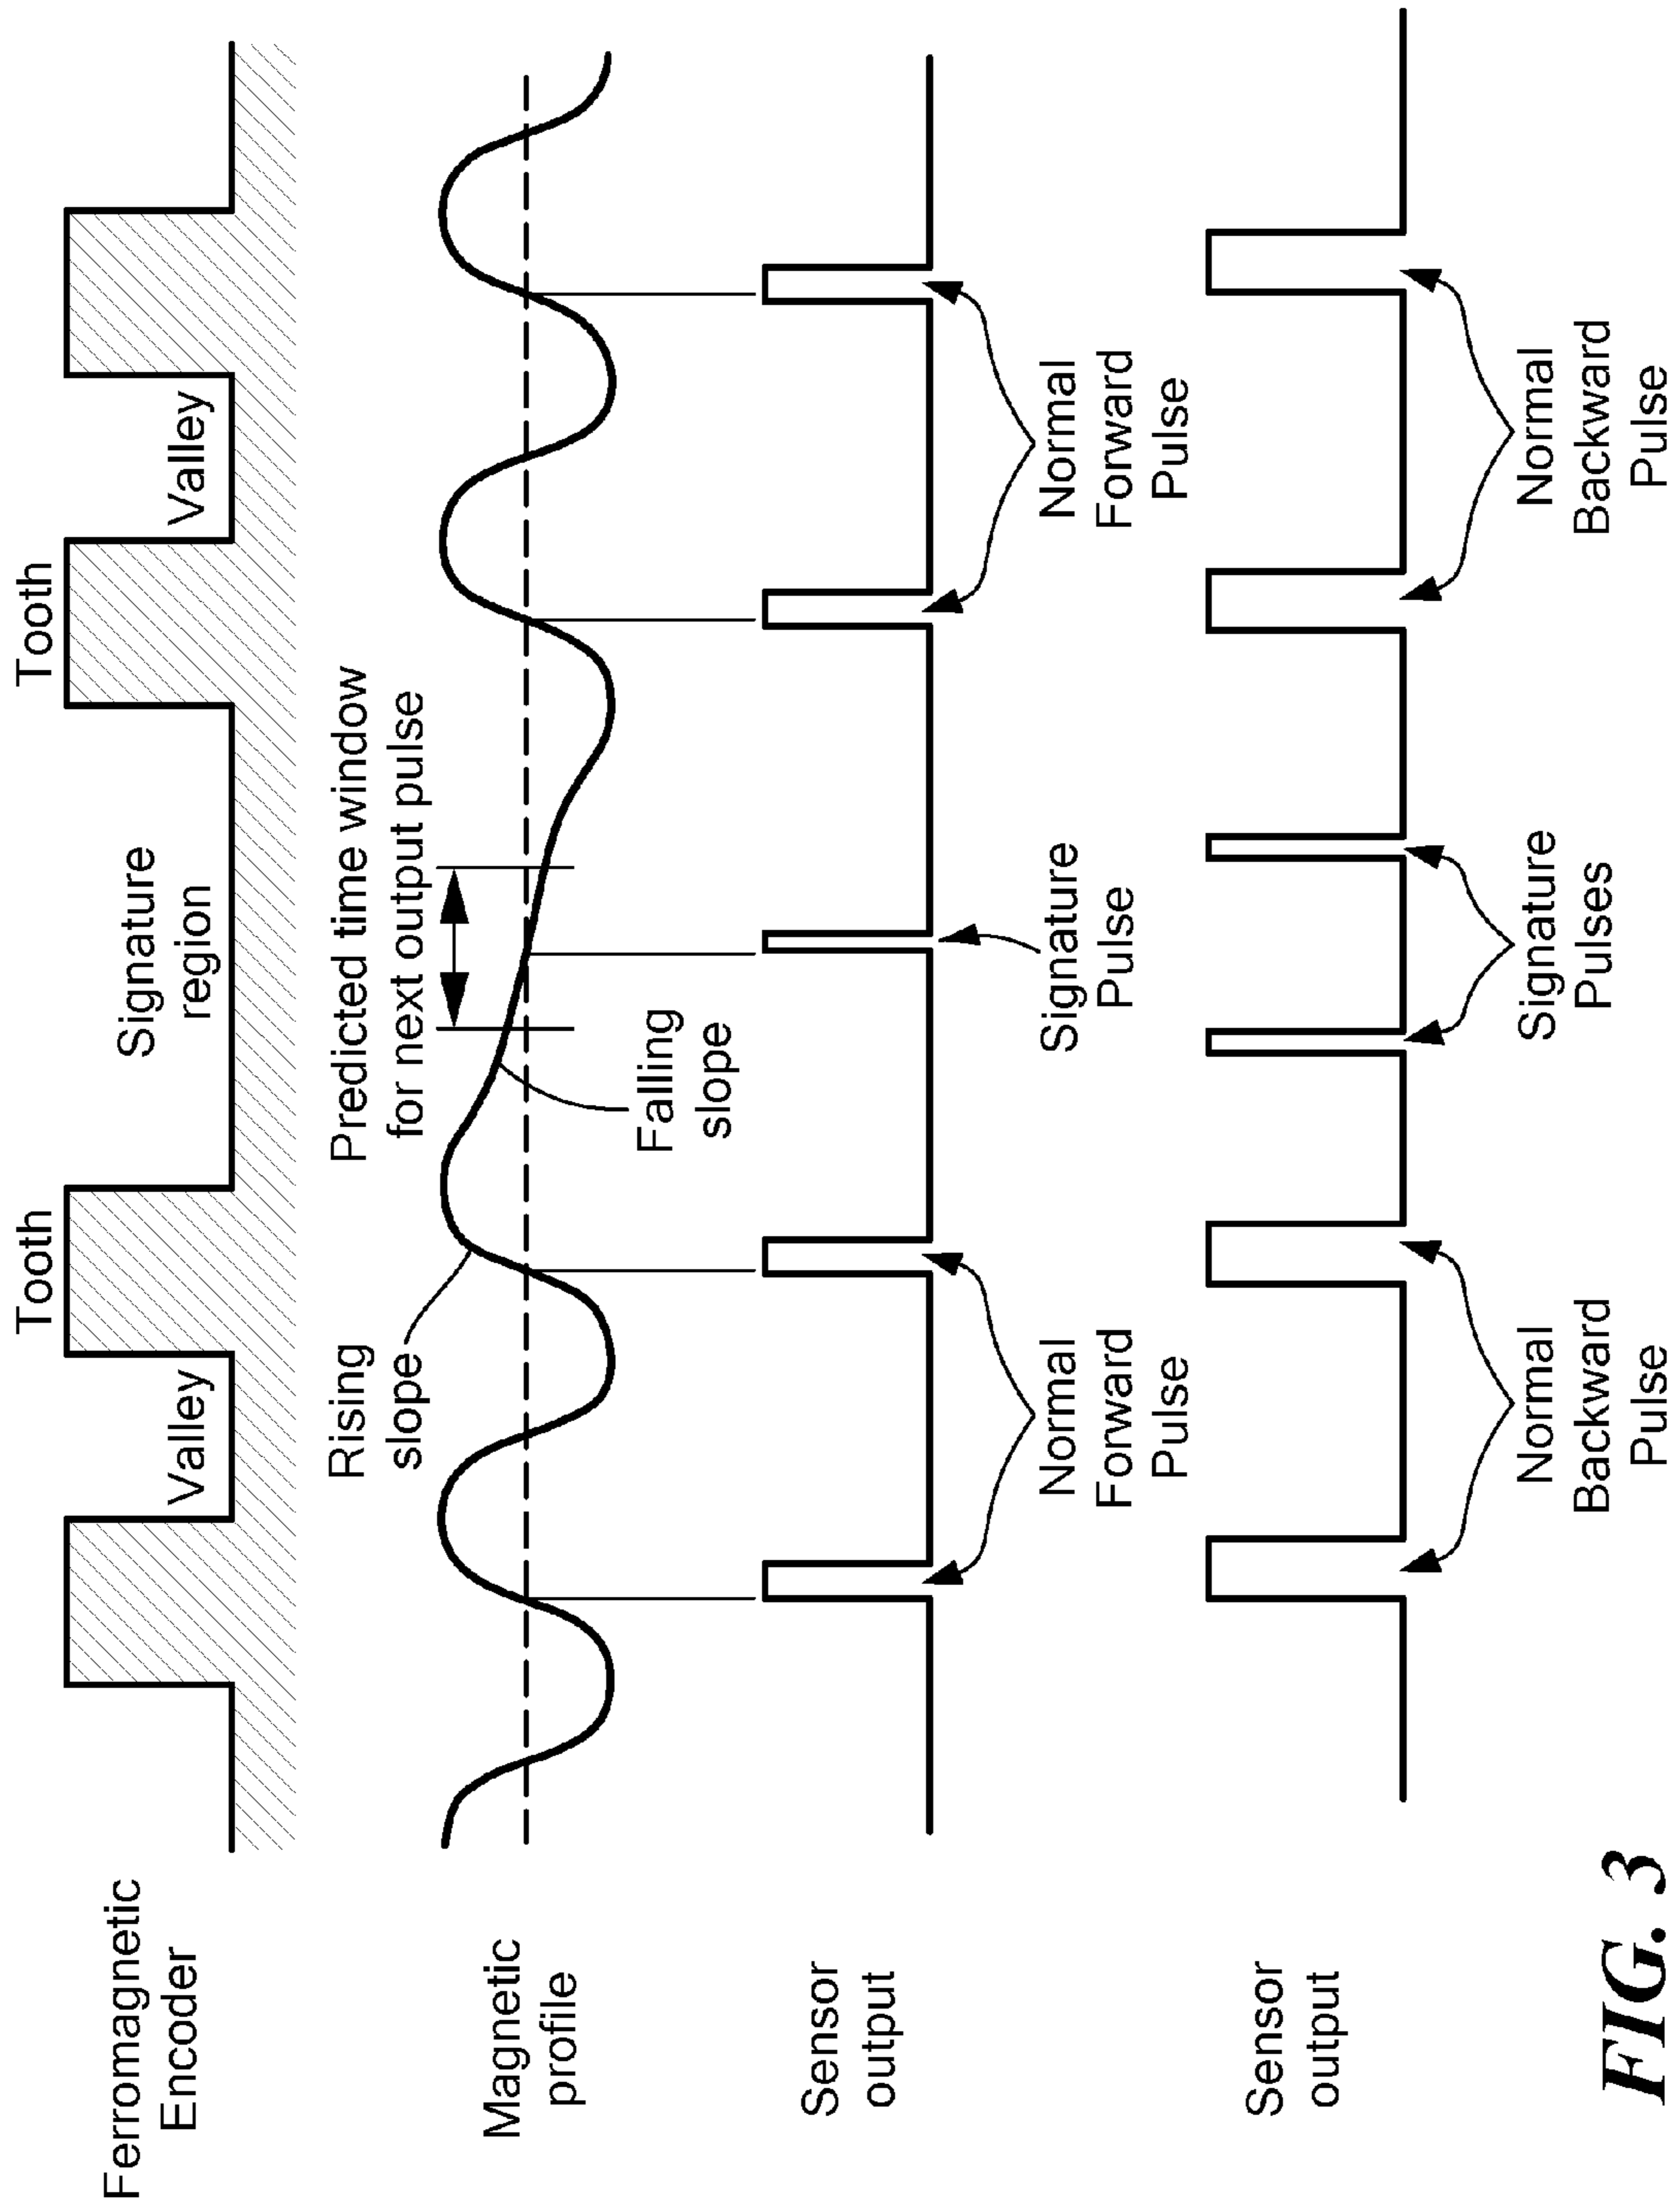 Ferromagnetic
Encoder
Valley
Tooth
Signature
region
Tooth
Valley
Magnetic
profile
Rising
slope
Predicted time window
for next output pulse
Falling
slope
Sensor
output
Normal
Forward
Pulse
Signature
Pulse
Normal
Forward
Pulse
Sensor
output
Normal
Backward
Pulse
Signature
Pulses
Normal
Backward
Pulse
FIG. 3